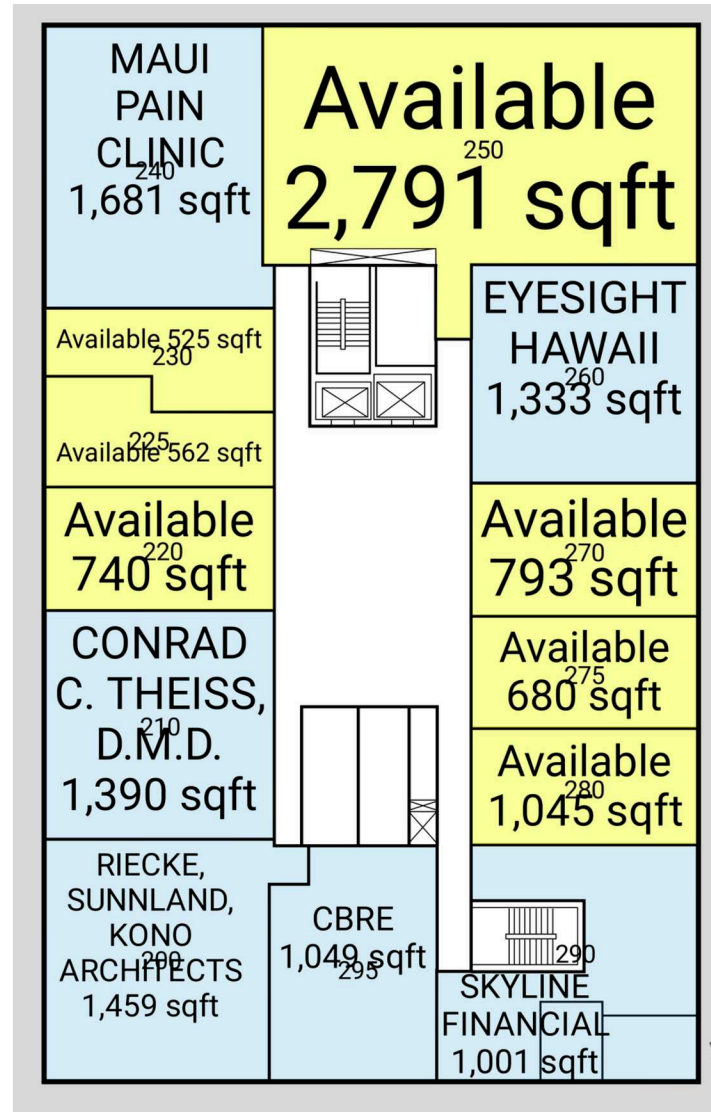 MAUI
PAIN
CLINIC
240
1,681 sqft
Available
250
2,791 sqft
Available 525 sqft
230
225
Available 562 sqft
Available
220
740 sqft
CONRAD
C. THEISS,
210
D.M.D.
1,390 sqft
RIECKE,
SUNNLAND,
KONO
200
ARCHITECTS
1,459 sqft
CBRE
1,049 sqft
295
EYESIGHT
HAWAII
260
1,333 sqft
Available
270
793 sqft
Available
275
680 sqft
Available
280
1,045 sqft
290
SKYLINE
FINANCIAL
1,001 sqft